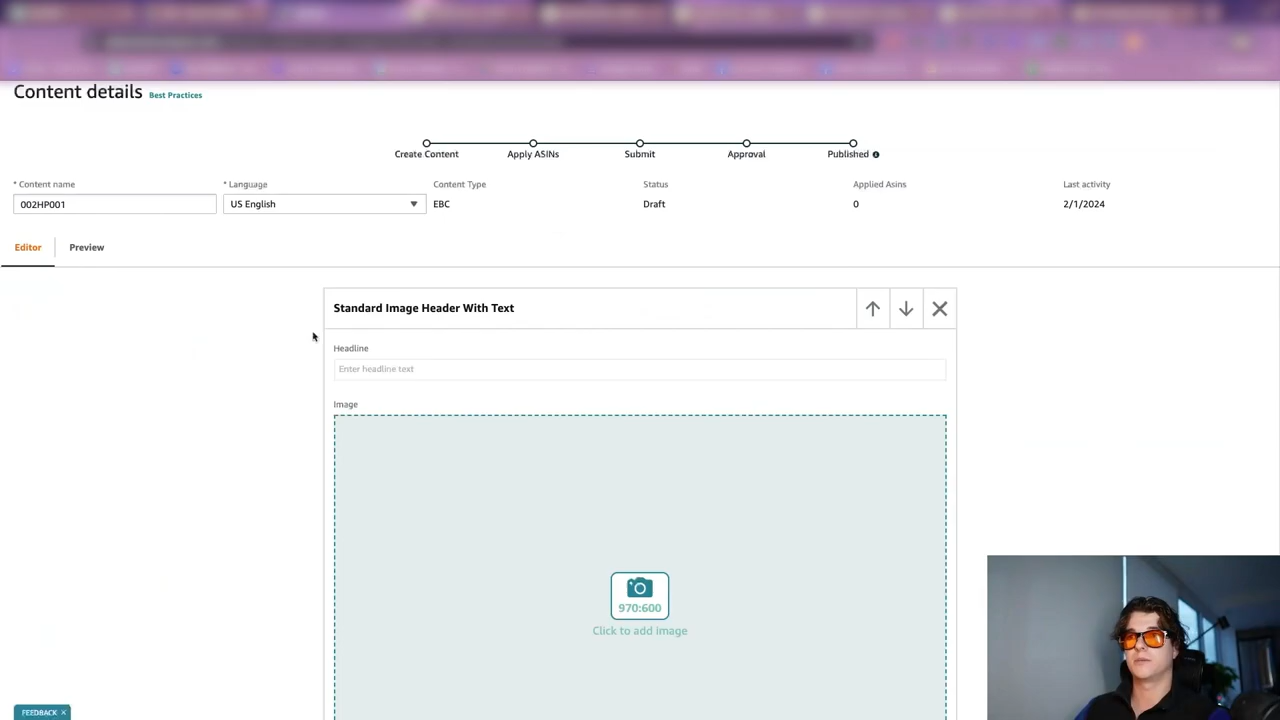 Content details Best Practices
Create Content Apply ASINs Submit Approval Published
* Content name * Language Content Type Status Applied Asins Last activity
002HP001 US English EBC Draft 0 2/1/2024
Editor Preview
Standard Image Header With Text
Headline
Enter headline text
Image
970:600
Click to add image
FEEDBACK